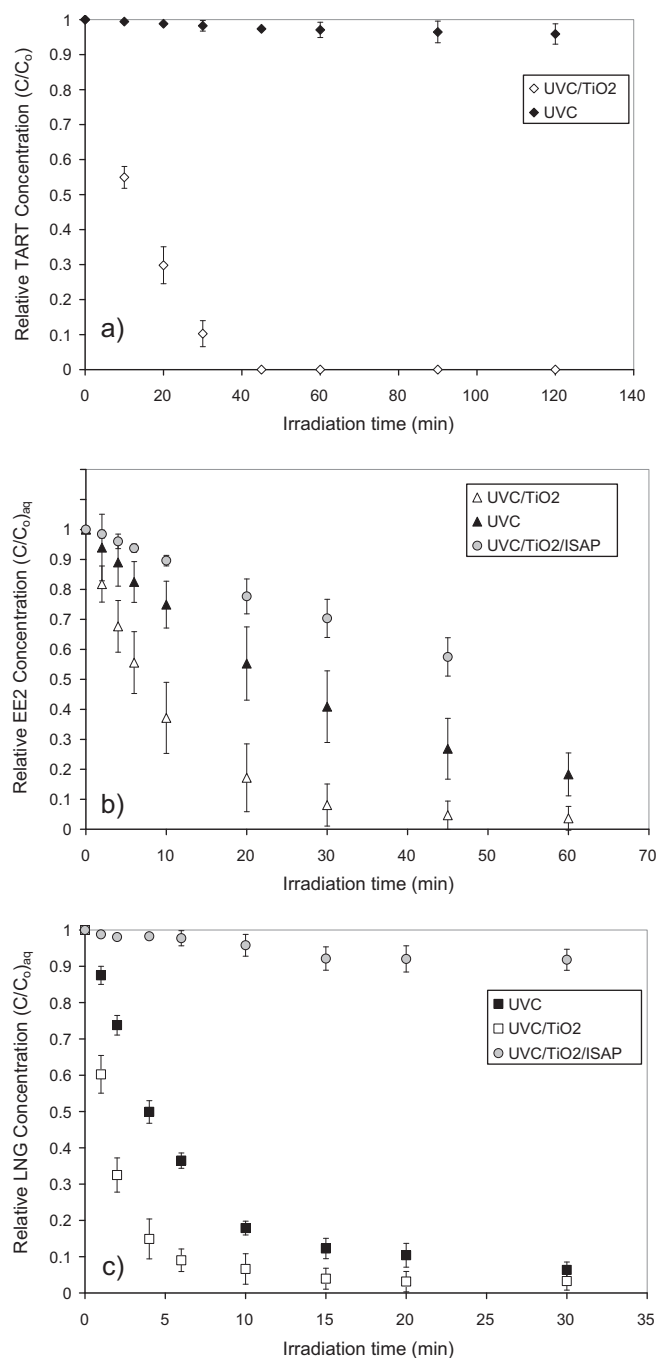 1
0.9
0.8
0.7
0.6
0.5
0.4
0.3
0.2
0.1
0
Relative TART Concentration (C/Co)
UVC/TiO2
UVC
a)
0 20 40 60 80 100 120 140
Irradiation time (min)
1
0.9
0.8
0.7
0.6
0.5
0.4
0.3
0.2
0.1
0
Relative EE2 Concentration (C/Co)aq
UVC/TiO2
UVC
UVC/TiO2/ISAP
b)
0 10 20 30 40 50 60 70
Irradiation time (min)
1
0.9
0.8
0.7
0.6
0.5
0.4
0.3
0.2
0.1
0
Relative LNG Concentration (C/Co)aq
UVC
UVC/TiO2
UVC/TiO2/ISAP
c)
0 5 10 15 20 25 30 35
Irradiation time (min)